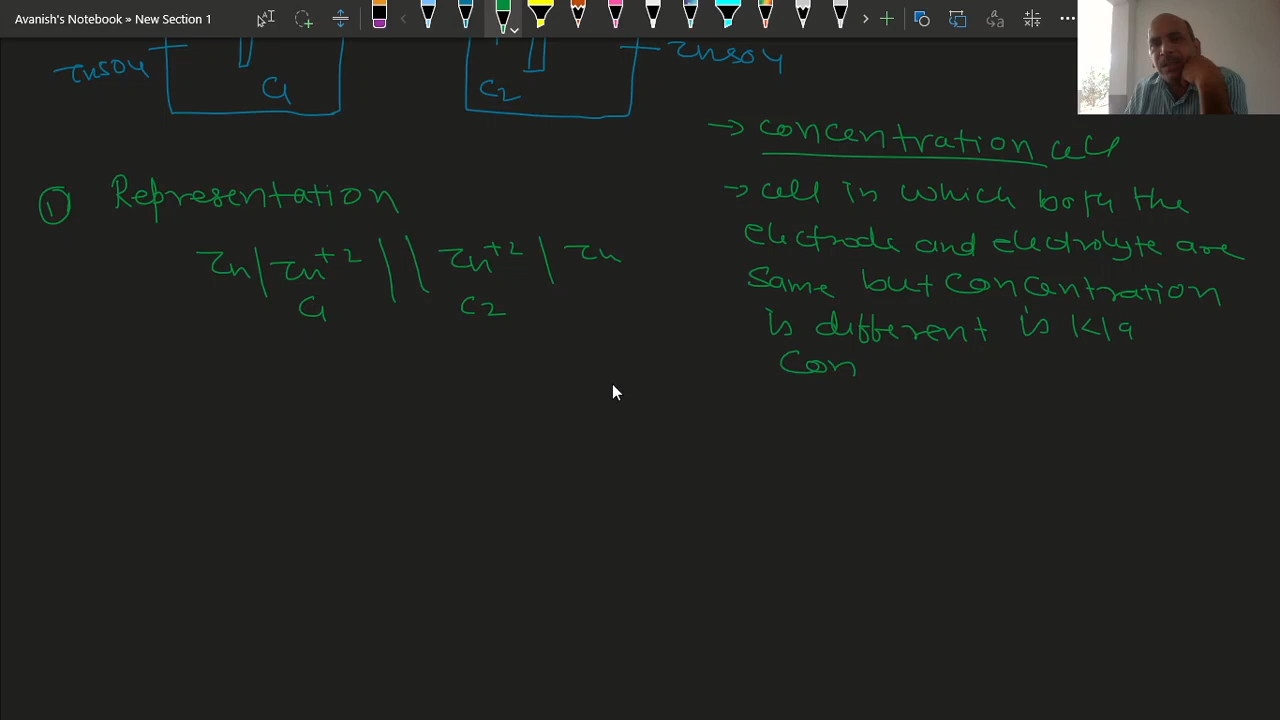 Avanish's Notebook » New Section 1
ZnSO4
C1
C2
ZnSO4
→ concentration cell
① Representation
Zn | Zn+2 || Zn+2 | Zn
C1 C2
→ cell in which both the
electrode and electrolyte are
same but concentration
is different is k/a
Con